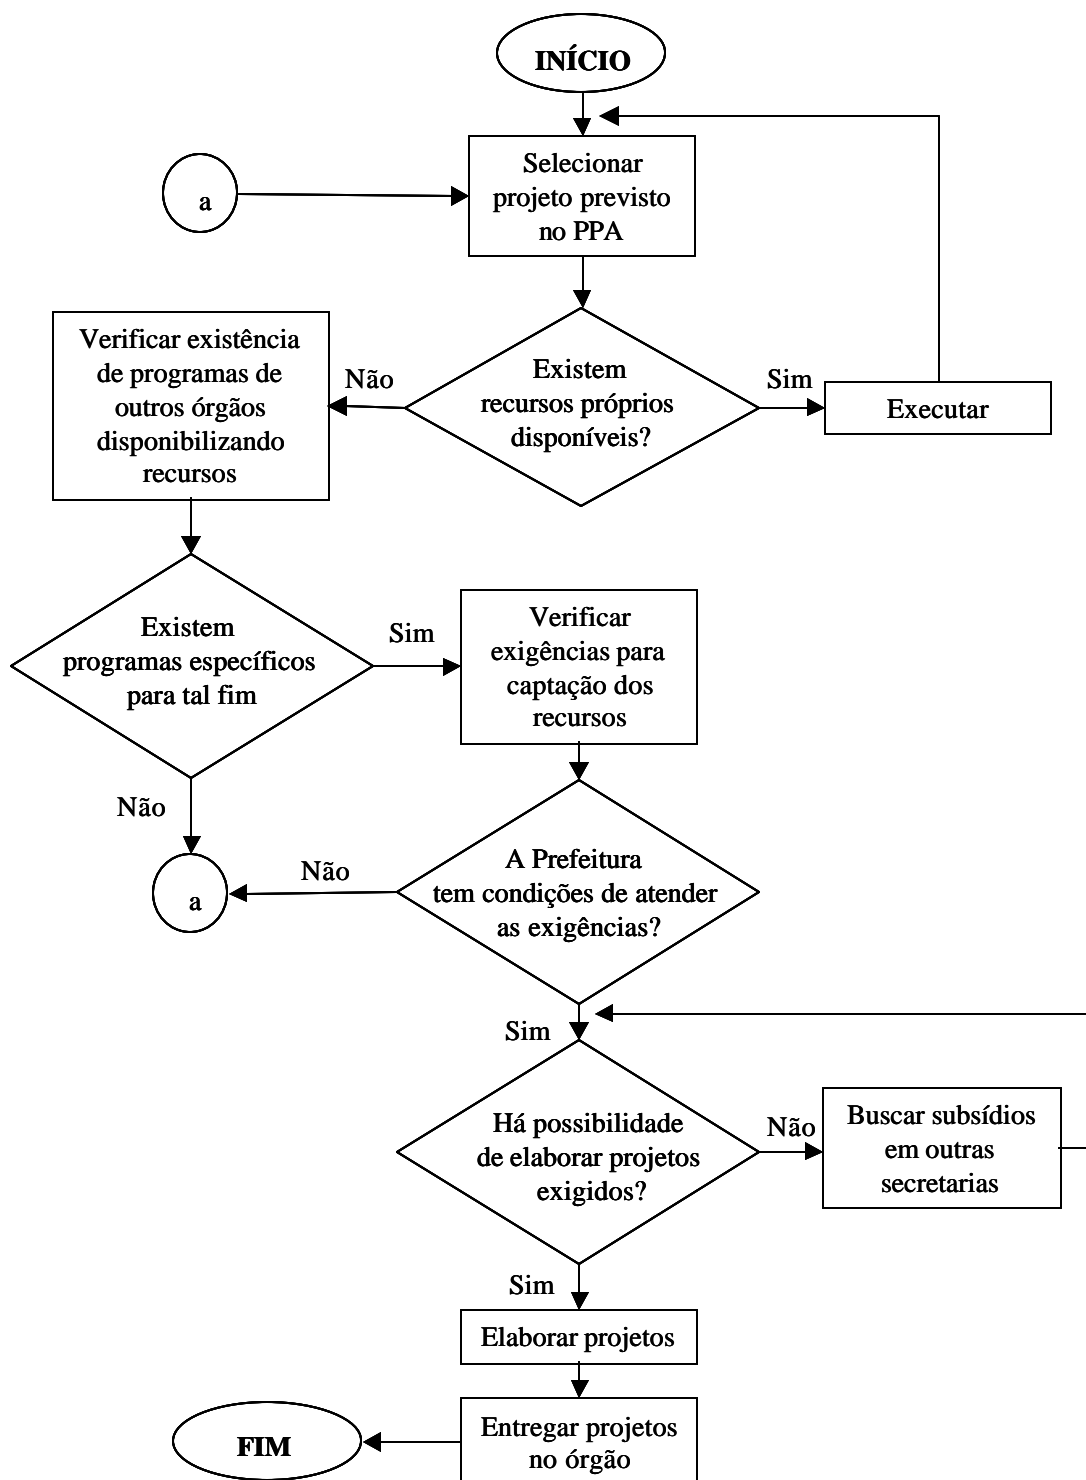 INÍCIO
Selecionar
projeto previsto
no PPA
a
Verificar existência
de programas de
outros órgãos
disponibilizando
recursos
Não
Existem
recursos próprios
disponíveis?
Sim
Executar
Existem
programas específicos
para tal fim
Sim
Verificar
exigências para
captação dos
recursos
Não
a
Não
A Prefeitura
tem condições de atender
as exigências?
Sim
Há possibilidade
de elaborar projetos
exigidos?
Não
Buscar subsídios
em outras
secretarias
Sim
Elaborar projetos
Entregar projetos
no órgão
FIM